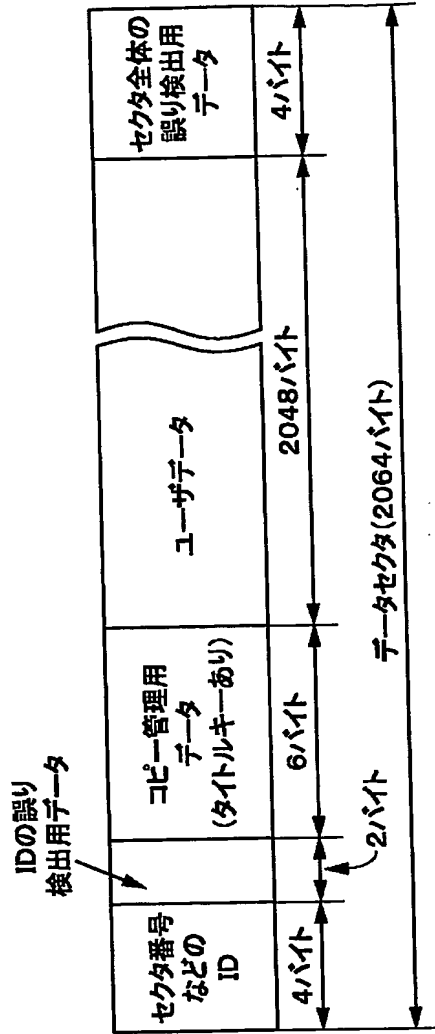 IDの誤り
検出用データ
セクタ番号
などの
ID
コピー管理用
データ
(タイトルキーあり)
ユーザデータ
セクタ全体の
誤り検出用
データ
4バイト
2バイト
6バイト
2048バイト
4バイト
データセクタ(2064バイト)